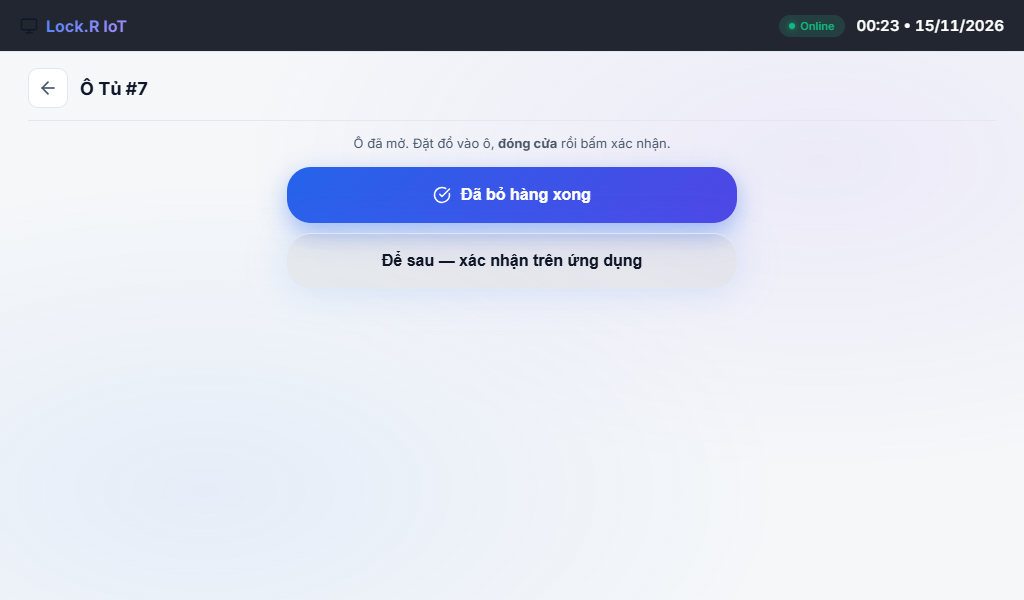 Lock.R IoT
Online
00:23 • 15/11/2026
Ô Tủ #7
Ô đã mở. Đặt đồ vào ô, đóng cửa rồi bấm xác nhận.
Đã bỏ hàng xong
Để sau — xác nhận trên ứng dụng